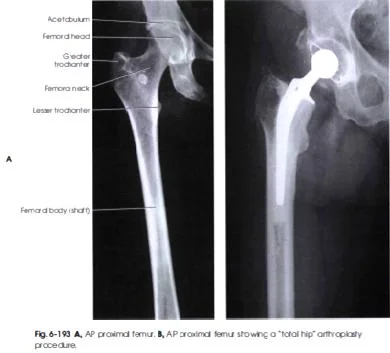 Acetabulum
Femoral head
Greater
trochanter
Femoral neck
Lesser trochanter
A
Femoral body (shaft)
Fig. 6-193 A, AP proximal femur. B, AP proximal femur showing a "total hip" arthroplasty
procedure.